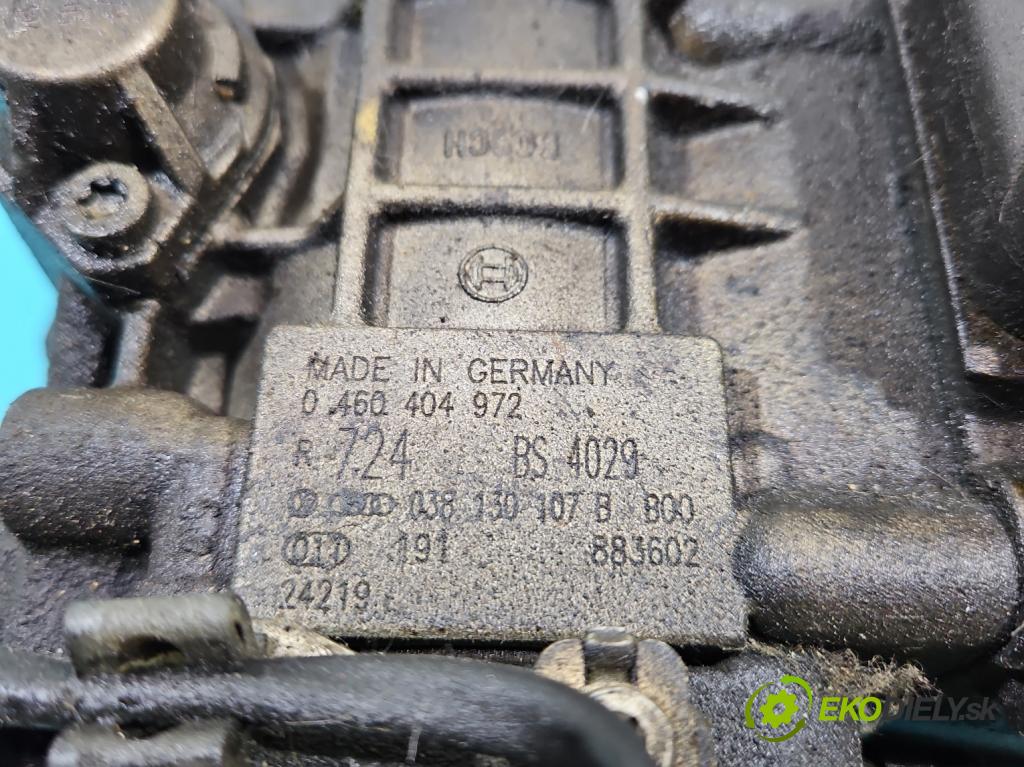 BOSCH
MADE IN GERMANY
0 460 404 972
R 724 BS 4029
038 130 107 B B00
191 883602
24219
EKODIELY.sk